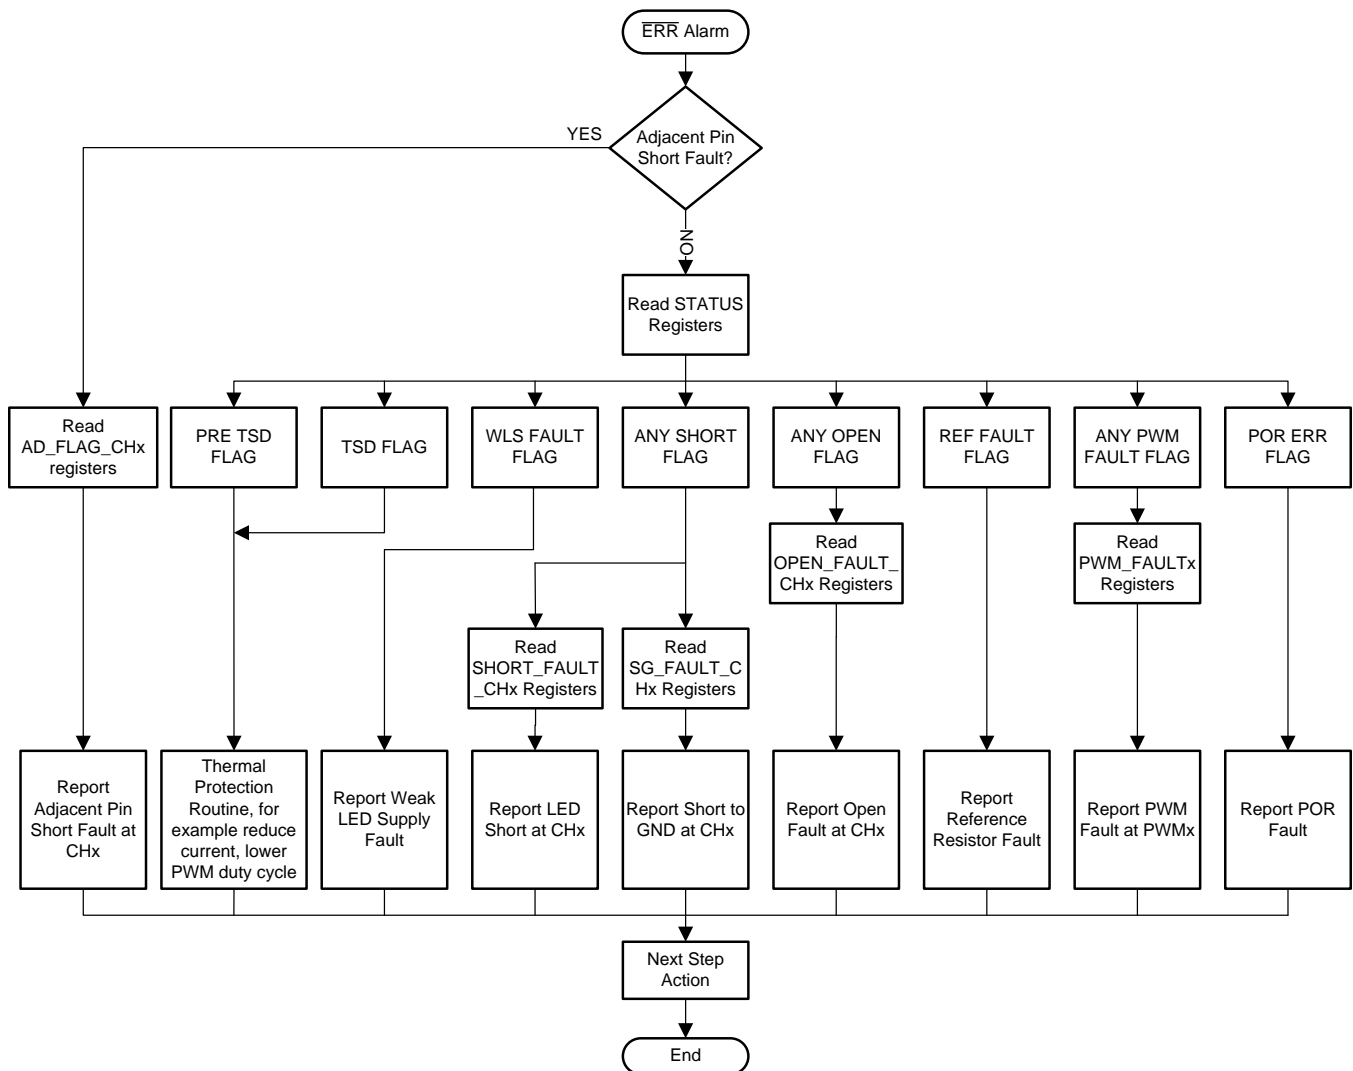 ERR Alarm
Adjacent Pin
Short Fault?
YES
NO
Read STATUS
Registers
Read
AD_FLAG_CHx
registers
PRE TSD
FLAG
TSD FLAG
WLS FAULT
FLAG
ANY SHORT
FLAG
ANY OPEN
FLAG
REF FAULT
FLAG
ANY PWM
FAULT FLAG
POR ERR
FLAG
Read
OPEN_FAULT_
CHx Registers
Read
PWM_FAULTx
Registers
Read
SHORT_FAULT
_CHx Registers
Read
SG_FAULT_C
Hx Registers
Report
Adjacent Pin
Short Fault at
CHx
Thermal
Protection
Routine, for
example reduce
current, lower
PWM duty cycle
Report Weak
LED Supply
Fault
Report LED
Short at CHx
Report Short to
GND at CHx
Report Open
Fault at CHx
Report
Reference
Resistor Fault
Report PWM
Fault at PWMx
Report POR
Fault
Next Step
Action
End